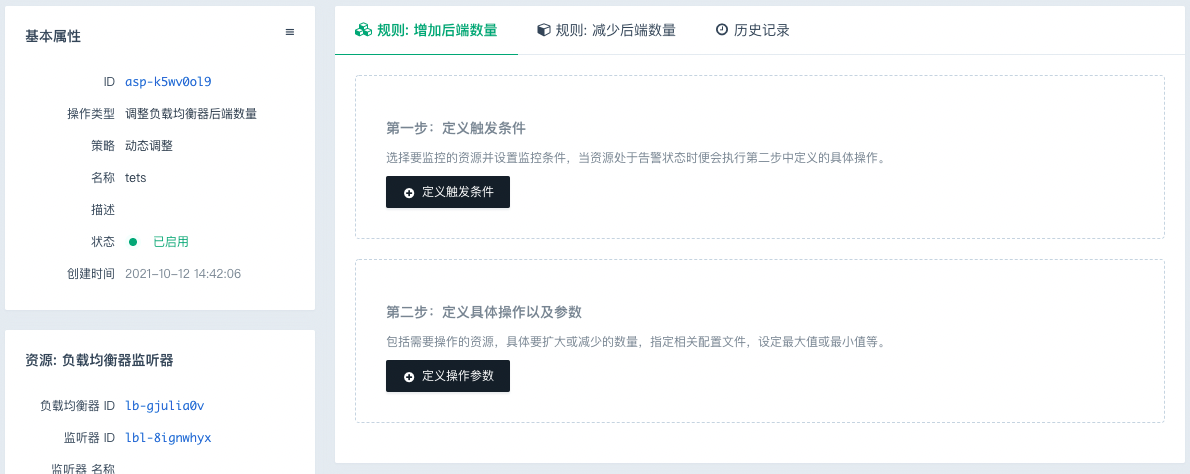 基本属性
ID asp-k5wv0ol9
操作类型 调整负载均衡器后端数量
策略 动态调整
名称 tets
描述
状态 已启用
创建时间 2021-10-12 14:42:06
资源: 负载均衡器监听器
负载均衡器 ID lb-gjulia0v
监听器 ID lbl-8ignwhyx
监听器 名称
规则: 增加后端数量 规则: 减少后端数量 历史记录
第一步：定义触发条件
选择要监控的资源并设置监控条件，当资源处于告警状态时便会执行第二步中定义的具体操作。
定义触发条件
第二步：定义具体操作以及参数
包括需要操作的资源，具体要扩大或减少的数量，指定相关配置文件，设定最大值或最小值等。
定义操作参数